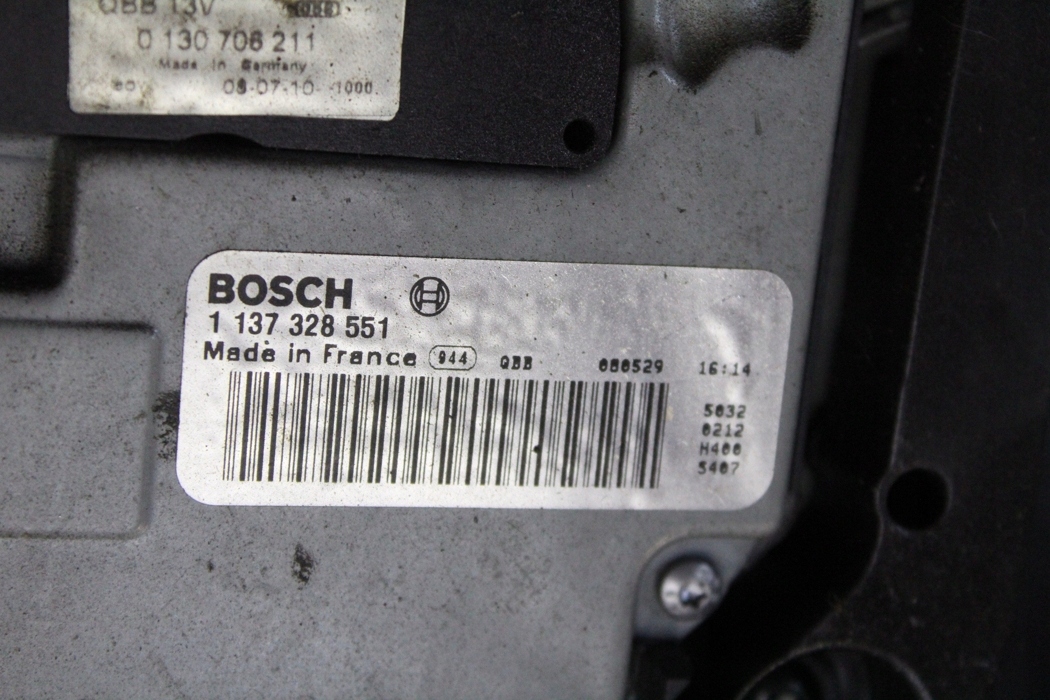 QBB 13V
0 130 706 211
Made in Germany
08-07-10 1000.
BOSCH
1 137 328 551
Made in France 944 QBB 080529 16:14
5032
0212
H400
5407